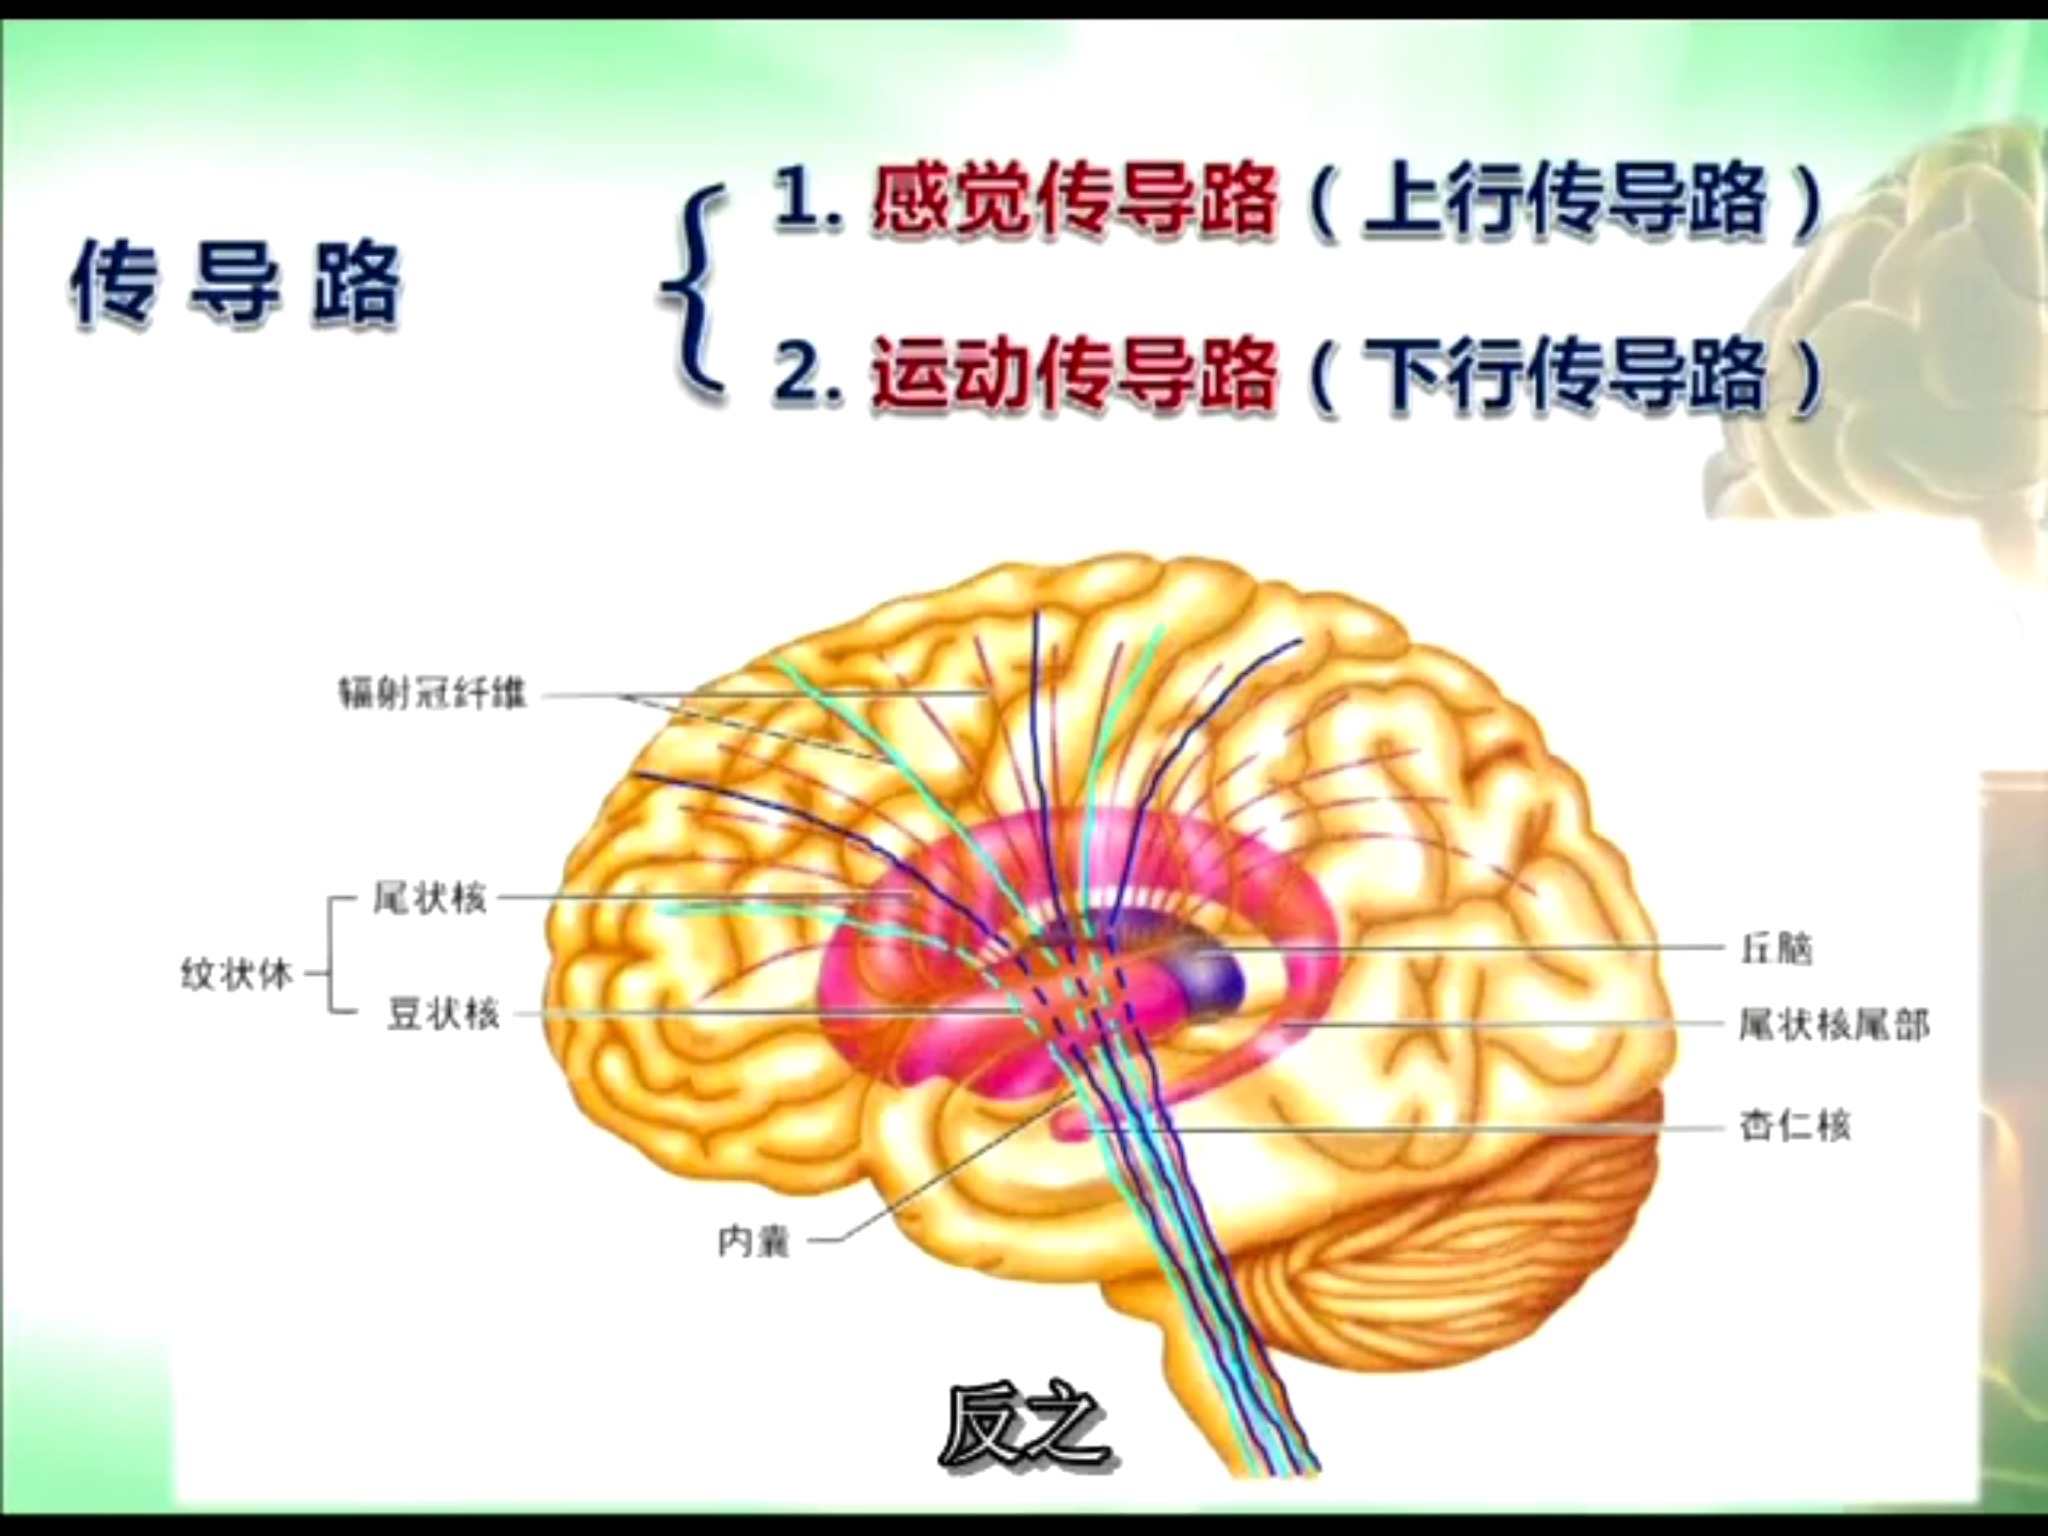 传导路
1. 感觉传导路（上行传导路）
2. 运动传导路（下行传导路）
辐射冠纤维
尾状核
纹状体
豆状核
内囊
丘脑
尾状核尾部
杏仁核
反之